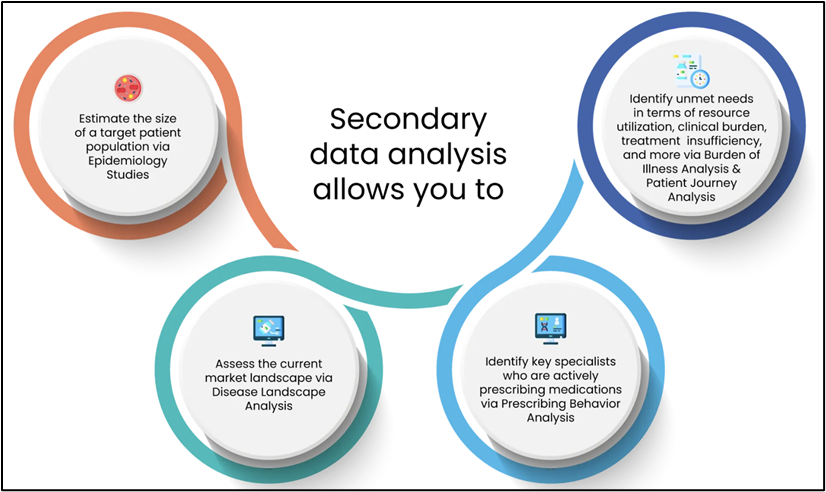 Secondary
data analysis
allows you to
Estimate the size
of a target patient
population via
Epidemiology
Studies
Assess the current
market landscape via
Disease Landscape
Analysis
Identify key specialists
who are actively
prescribing medications
via Prescribing Behavior
Analysis
Identify unmet needs
in terms of resource
utilization, clinical burden,
treatment insufficiency,
and more via Burden of
Illness Analysis &
Patient Journey
Analysis